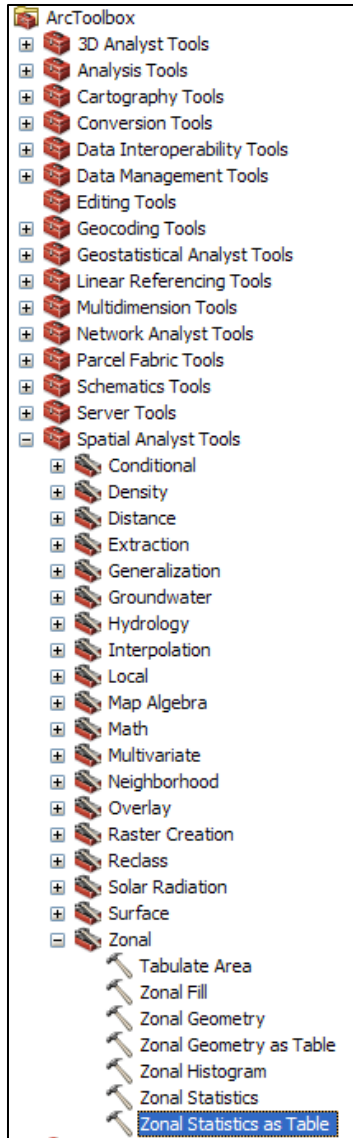 ArcToolbox
3D Analyst Tools
Analysis Tools
Cartography Tools
Conversion Tools
Data Interoperability Tools
Data Management Tools
Editing Tools
Geocoding Tools
Geostatistical Analyst Tools
Linear Referencing Tools
Multidimension Tools
Network Analyst Tools
Parcel Fabric Tools
Schematics Tools
Server Tools
Spatial Analyst Tools
Conditional
Density
Distance
Extraction
Generalization
Groundwater
Hydrology
Interpolation
Local
Map Algebra
Math
Multivariate
Neighborhood
Overlay
Raster Creation
Reclass
Solar Radiation
Surface
Zonal
Tabulate Area
Zonal Fill
Zonal Geometry
Zonal Geometry as Table
Zonal Histogram
Zonal Statistics
Zonal Statistics as Table